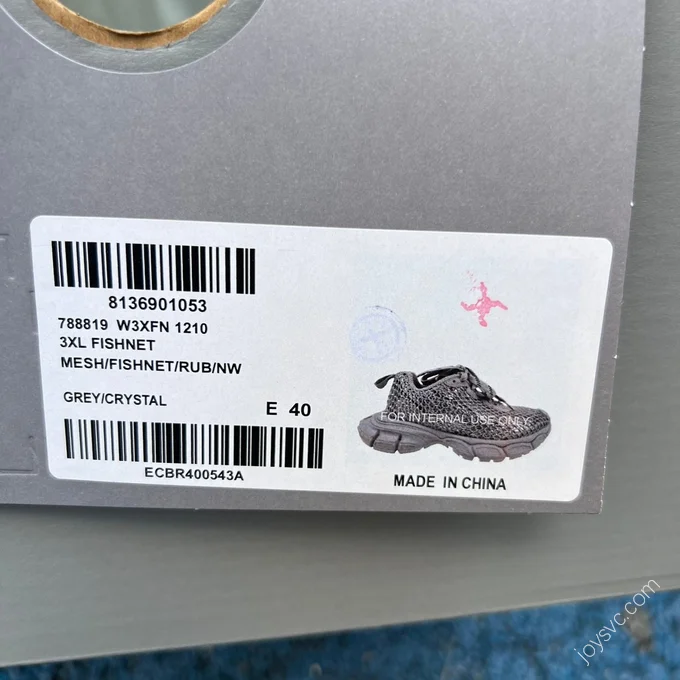 8136901053
788819 W3XFN 1210
3XL FISHNET
MESH/FISHNET/RUB/NW
GREY/CRYSTAL
E 40
ECBR400543A
FOR INTERNAL USE ONLY
MADE IN CHINA
joysvc.com